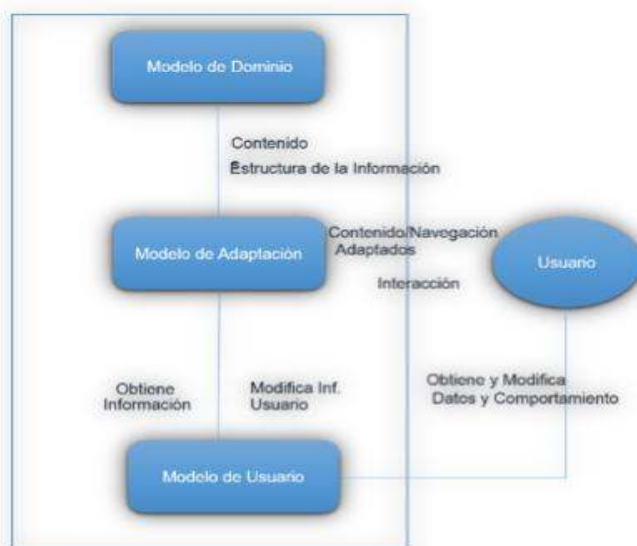 Modelo de Dominio
Contenido
Estructura de la Información
Modelo de Adaptación
Contenido/Navegación
Adaptados
Interacción
Usuario
Obtiene
Información
Modifica Inf.
Usuario
Obtiene y Modifica
Datos y Comportamiento
Modelo de Usuario